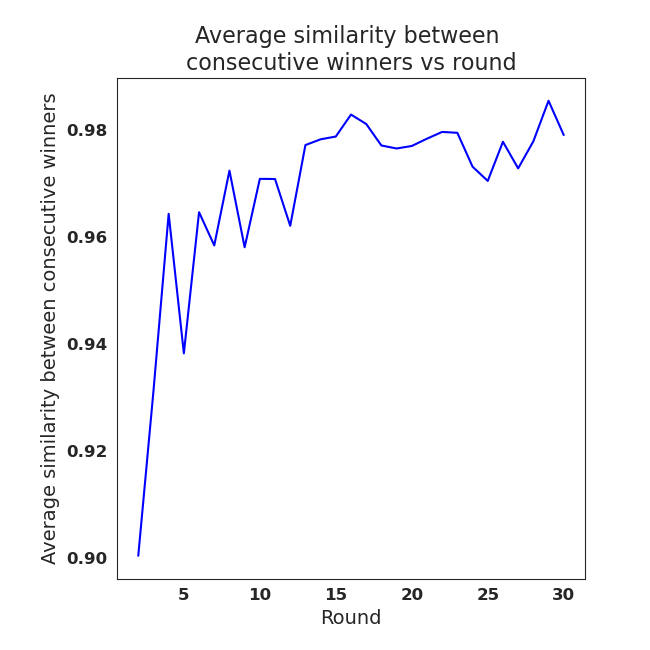 Average similarity between
consecutive winners vs round
Average similarity between consecutive winners
0.98
0.96
0.94
0.92
0.90
5 10 15 20 25 30
Round